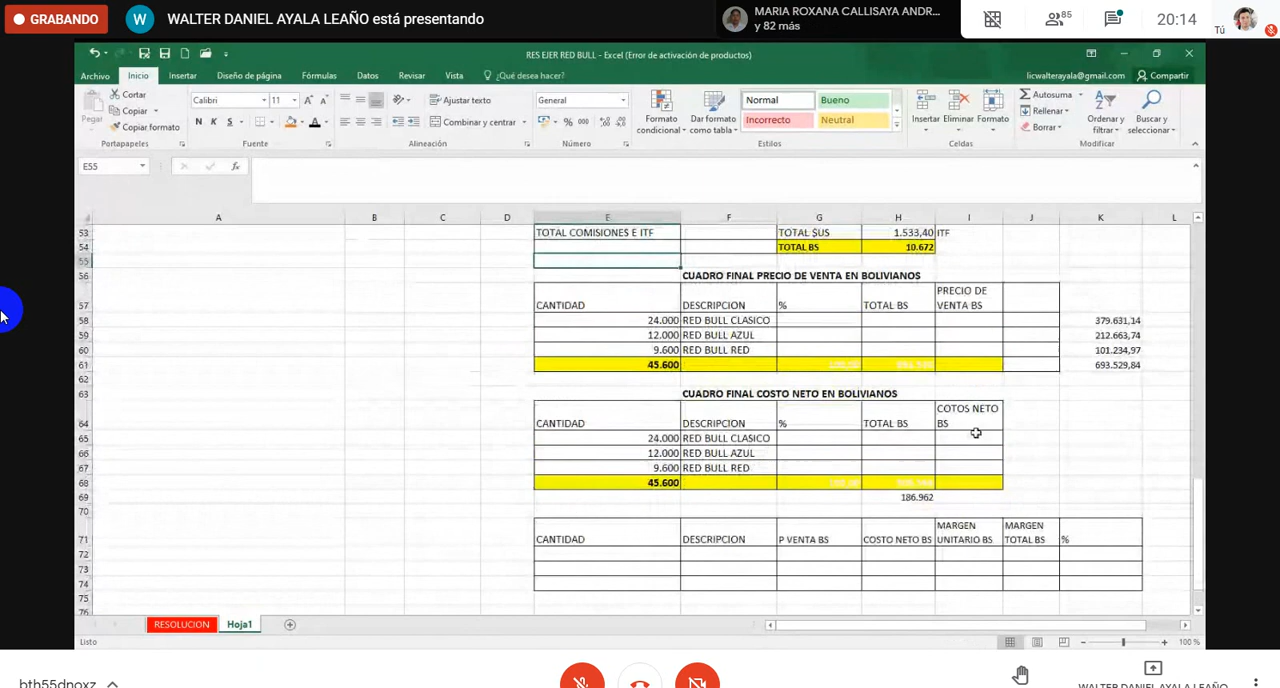 GRABANDO
W
WALTER DANIEL AYALA LEAÑO está presentando
MARIA ROXANA CALLISAYA ANDR...
y 82 más
85
20:14
Tú
RES EJER RED BULL - Excel (Error de activación de productos)
Archivo Inicio Insertar Diseño de página Fórmulas Datos Revisar Vista ¿Qué desea hacer?
licwalterayala@gmail.com Compartir
Pegar
Cortar
Copiar
Copiar formato
Portapapeles
Calibri 11
N K S
Fuente
Ajustar texto
Combinar y centrar
Alineación
General
% 000
Número
Formato condicional
Dar formato como tabla
Normal Bueno
Incorrecto Neutral
Estilos
Insertar Eliminar Formato
Celdas
Autosuma
Rellenar
Borrar
Ordenar y filtrar
Buscar y seleccionar
Modificar
E55
fx
A B C D E F G H I J K L
53 TOTAL COMISIONES E ITF TOTAL $US 1.533,40 ITF
54 TOTAL BS 10.672
55
56 CUADRO FINAL PRECIO DE VENTA EN BOLIVIANOS
57 CANTIDAD DESCRIPCION % TOTAL BS PRECIO DE VENTA BS
58 24.000 RED BULL CLASICO 379.631,14
59 12.000 RED BULL AZUL 212.663,74
60 9.600 RED BULL RED 101.234,97
61 45.600 693.529,84
62
63 CUADRO FINAL COSTO NETO EN BOLIVIANOS
64 CANTIDAD DESCRIPCION % TOTAL BS COTOS NETO BS
65 24.000 RED BULL CLASICO
66 12.000 RED BULL AZUL
67 9.600 RED BULL RED
68 45.600
69 186.962
70
71 CANTIDAD DESCRIPCION P VENTA BS COSTO NETO BS MARGEN UNITARIO BS MARGEN TOTAL BS %
72
73
74
75
76
RESOLUCION Hoja1
Listo
100 %
bth55dnoxz
WALTER DANIEL AYALA LEAÑO